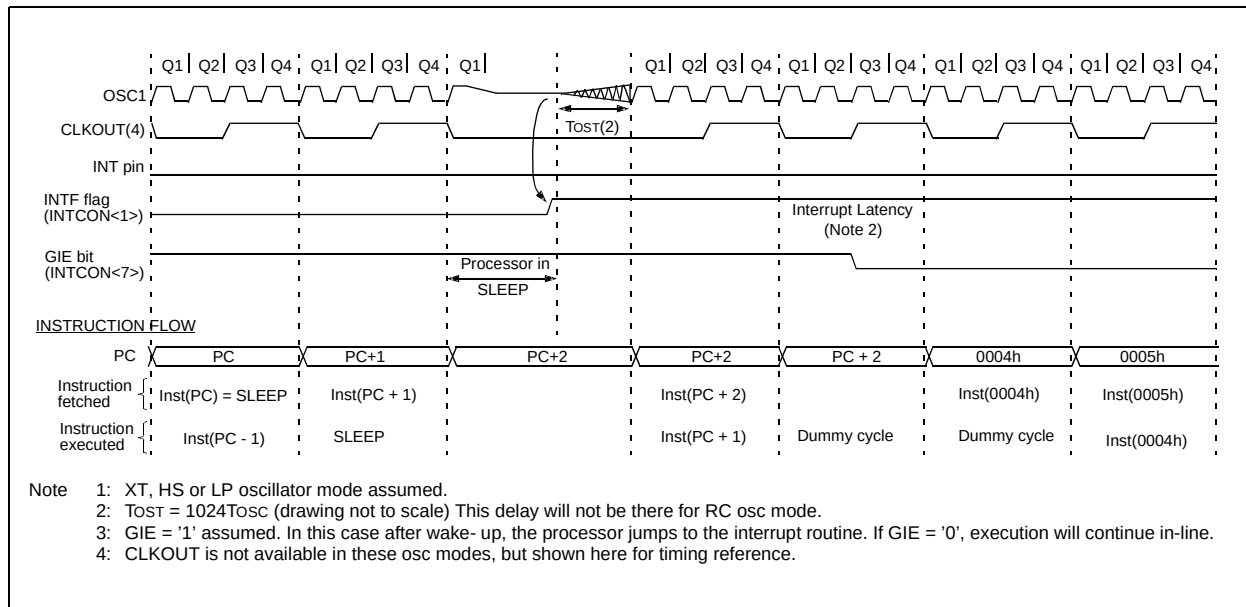 Q1 Q2 Q3 Q4 Q1 Q2 Q3 Q4 Q1 Q1 Q2 Q3 Q4 Q1 Q2 Q3 Q4 Q1 Q2 Q3 Q4 Q1 Q2 Q3 Q4
OSC1
TOST(2)
CLKOUT(4)
INT pin
INTF flag
(INTCON<1>)
Interrupt Latency
(Note 2)
GIE bit
(INTCON<7>)
Processor in
SLEEP
INSTRUCTION FLOW
PC PC PC+1 PC+2 PC+2 PC + 2 0004h 0005h
Instruction
fetched
Inst(PC) = SLEEP Inst(PC + 1) Inst(PC + 2) Inst(0004h) Inst(0005h)
Instruction
executed
Inst(PC - 1) SLEEP Inst(PC + 1) Dummy cycle Dummy cycle Inst(0004h)
Note 1: XT, HS or LP oscillator mode assumed.
2: TOST = 1024TOSC (drawing not to scale) This delay will not be there for RC osc mode.
3: GIE = '1' assumed. In this case after wake- up, the processor jumps to the interrupt routine. If GIE = '0', execution will continue in-line.
4: CLKOUT is not available in these osc modes, but shown here for timing reference.